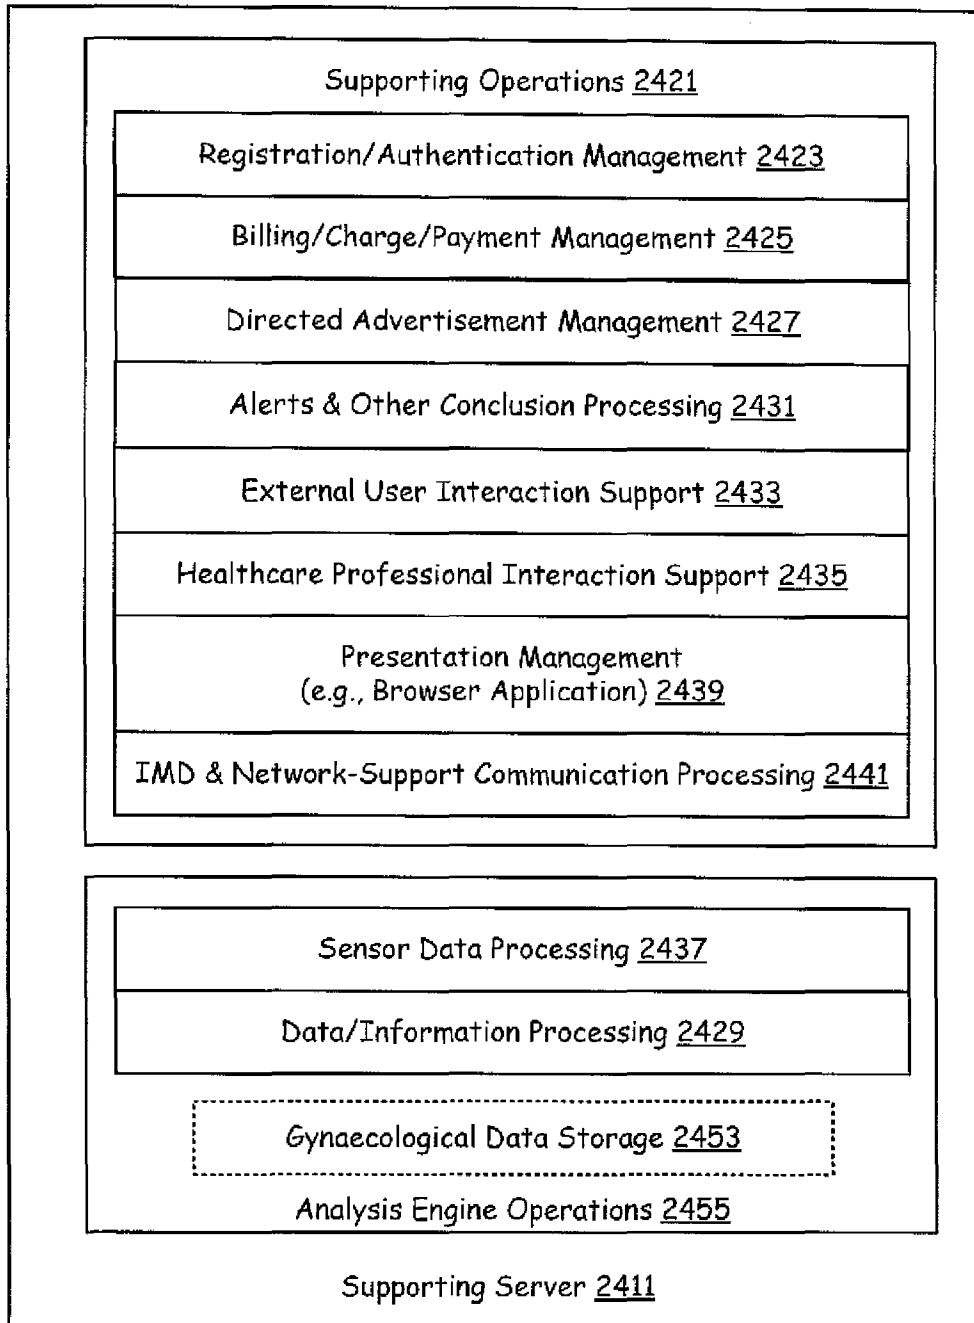 Supporting Operations 2421
Registration/Authentication Management 2423
Billing/Charge/Payment Management 2425
Directed Advertisement Management 2427
Alerts & Other Conclusion Processing 2431
External User Interaction Support 2433
Healthcare Professional Interaction Support 2435
Presentation Management
(e.g., Browser Application) 2439
IMD & Network-Support Communication Processing 2441
Sensor Data Processing 2437
Data/Information Processing 2429
Gynaecological Data Storage 2453
Analysis Engine Operations 2455
Supporting Server 2411